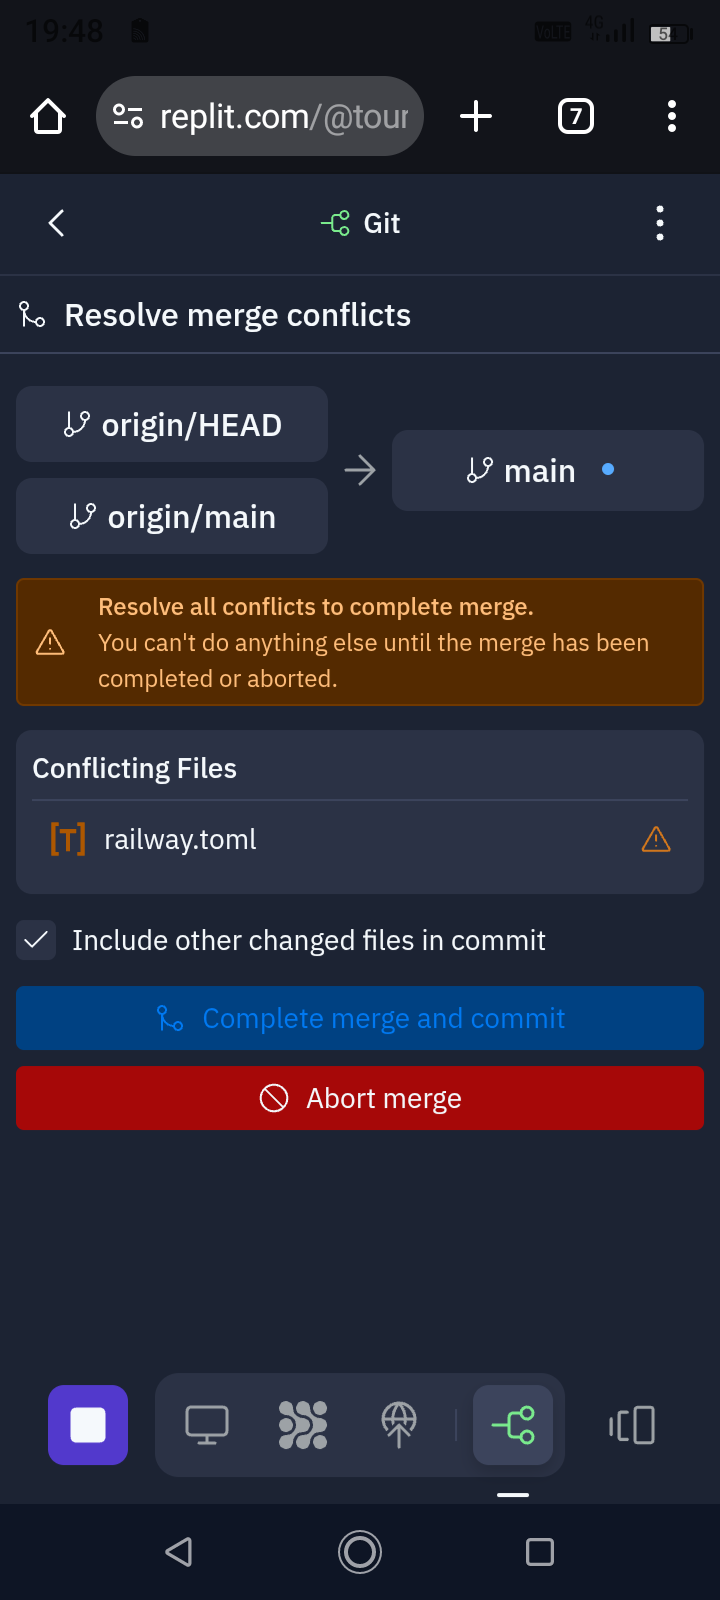 19:48
VoLTE 4G 54
replit.com/@tour
7
Git
Resolve merge conflicts
origin/HEAD
origin/main
main
Resolve all conflicts to complete merge.
You can't do anything else until the merge has been
completed or aborted.
Conflicting Files
[T] railway.toml
Include other changed files in commit
Complete merge and commit
Abort merge